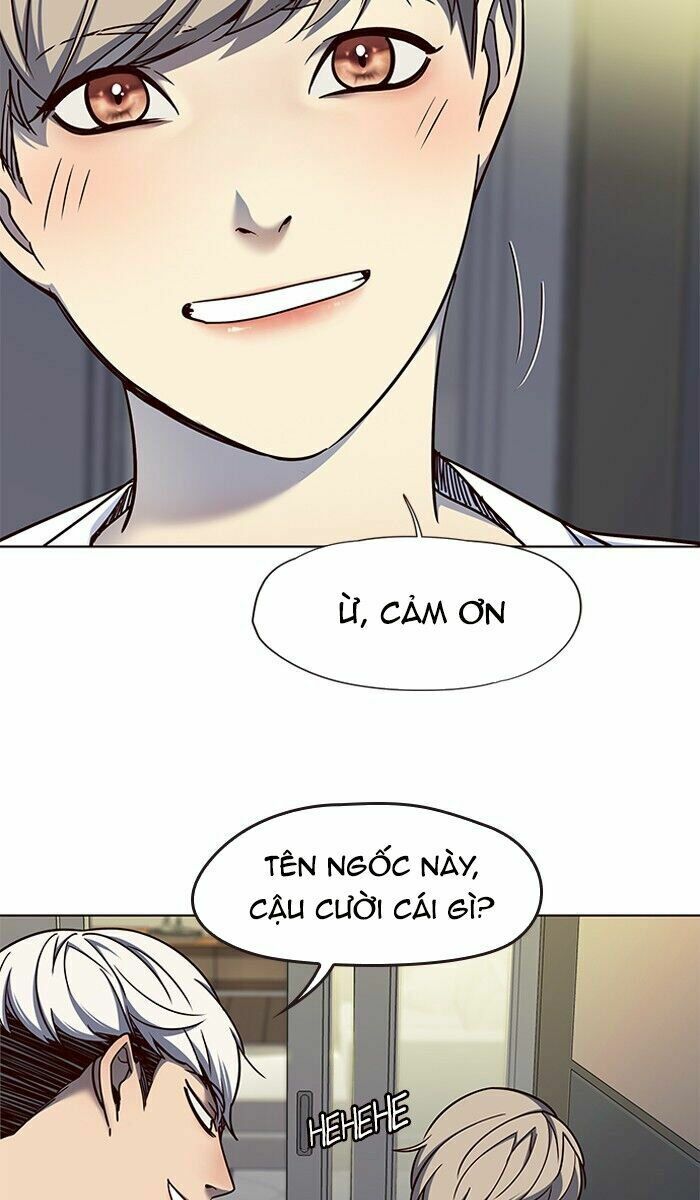 Ừ, CẢM ƠN
TÊN NGỐC NÀY,
CẬU CƯỜI CÁI GÌ?
HEHEHE